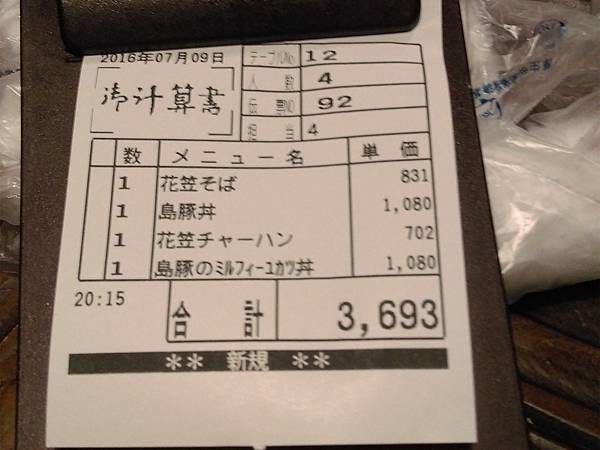 2016年07月09日
テーブルNo 12
御計算書
人数 4
伝票NO 92
担当 4
数 メニュー名 単価
1 花笠そば 831
1 島豚丼 1,080
1 花笠チャーハン 702
1 島豚のミルフィーユカツ丼 1,080
20:15
合計 3,693
** 新規 **